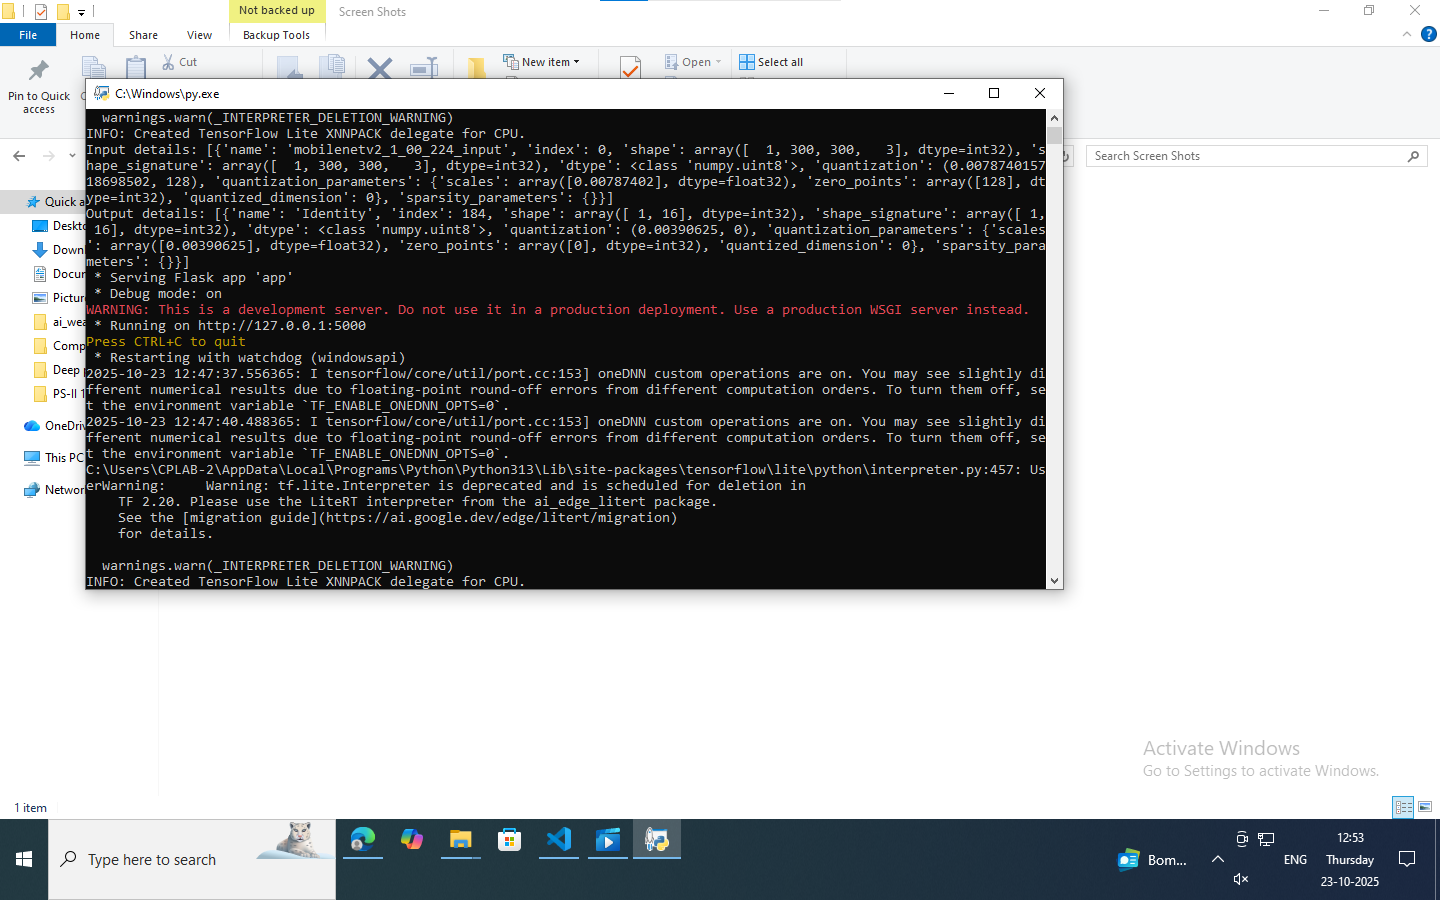 Not backed up
Screen Shots
File
Home
Share
View
Backup Tools
Pin to Quick access
Cut
New item
Open
Select all
C:\Windows\py.exe
Search Screen Shots
  warnings.warn(_INTERPRETER_DELETION_WARNING)
INFO: Created TensorFlow Lite XNNPACK delegate for CPU.
Input details: [{'name': 'mobilenetv2_1_00_224_input', 'index': 0, 'shape': array([  1, 300, 300,   3], dtype=int32), 's
hape_signature': array([  1, 300, 300,   3], dtype=int32), 'dtype': <class 'numpy.uint8'>, 'quantization': (0.0078740157
18698502, 128), 'quantization_parameters': {'scales': array([0.00787402], dtype=float32), 'zero_points': array([128], dt
ype=int32), 'quantized_dimension': 0}, 'sparsity_parameters': {}}]
Output details: [{'name': 'Identity', 'index': 184, 'shape': array([ 1, 16], dtype=int32), 'shape_signature': array([ 1,
 16], dtype=int32), 'dtype': <class 'numpy.uint8'>, 'quantization': (0.00390625, 0), 'quantization_parameters': {'scales
': array([0.00390625], dtype=float32), 'zero_points': array([0], dtype=int32), 'quantized_dimension': 0}, 'sparsity_para
meters': {}}]
 * Serving Flask app 'app'
 * Debug mode: on
WARNING: This is a development server. Do not use it in a production deployment. Use a production WSGI server instead.
 * Running on http://127.0.0.1:5000
Press CTRL+C to quit
 * Restarting with watchdog (windowsapi)
2025-10-23 12:47:37.556365: I tensorflow/core/util/port.cc:153] oneDNN custom operations are on. You may see slightly di
fferent numerical results due to floating-point round-off errors from different computation orders. To turn them off, se
t the environment variable `TF_ENABLE_ONEDNN_OPTS=0`.
2025-10-23 12:47:40.488365: I tensorflow/core/util/port.cc:153] oneDNN custom operations are on. You may see slightly di
fferent numerical results due to floating-point round-off errors from different computation orders. To turn them off, se
t the environment variable `TF_ENABLE_ONEDNN_OPTS=0`.
C:\Users\CPLAB-2\AppData\Local\Programs\Python\Python313\Lib\site-packages\tensorflow\lite\python\interpreter.py:457: Us
erWarning:     Warning: tf.lite.Interpreter is deprecated and is scheduled for deletion in
    TF 2.20. Please use the LiteRT interpreter from the ai_edge_litert package.
    See the [migration guide](https://ai.google.dev/edge/litert/migration)
    for details.
  warnings.warn(_INTERPRETER_DELETION_WARNING)
INFO: Created TensorFlow Lite XNNPACK delegate for CPU.
Quick a
Deskto
Down
Docu
Pictur
ai_wea
Comp
Deep
PS-II 1
OneDriv
This PC
Networ
Activate Windows
Go to Settings to activate Windows.
1 item
Type here to search
Bom...
ENG
12:53
Thursday
23-10-2025